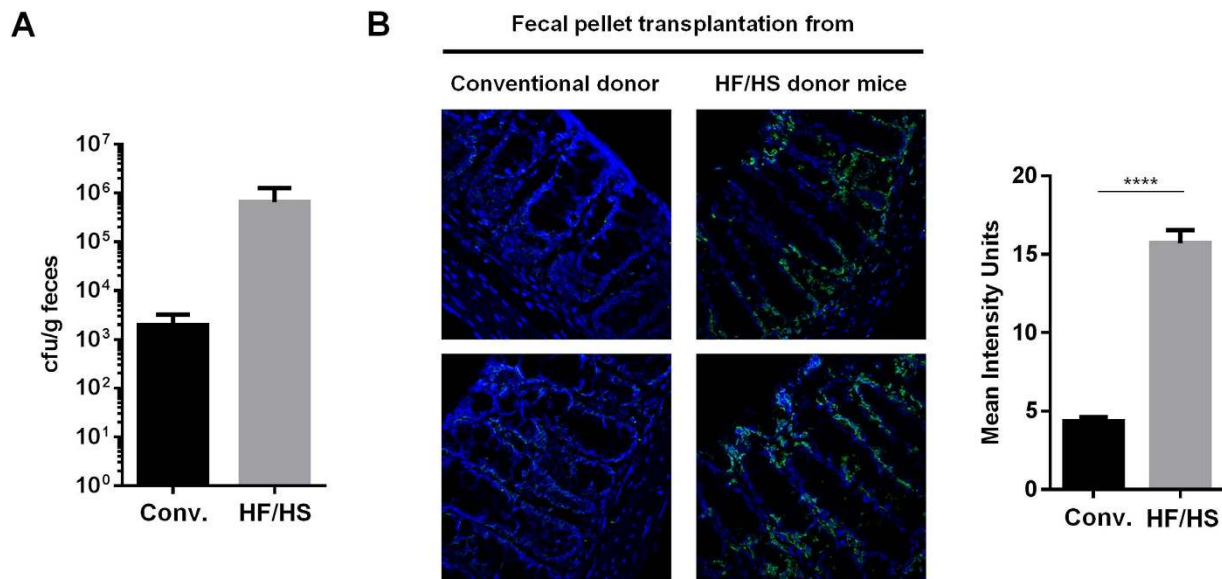 A
cfu/g feces
10⁷
10⁶
10⁵
10⁴
10³
10²
10¹
10⁰
Conv. HF/HS
B
Fecal pellet transplantation from
Conventional donor HF/HS donor mice
Mean Intensity Units
20
15
10
5
0
****
Conv. HF/HS